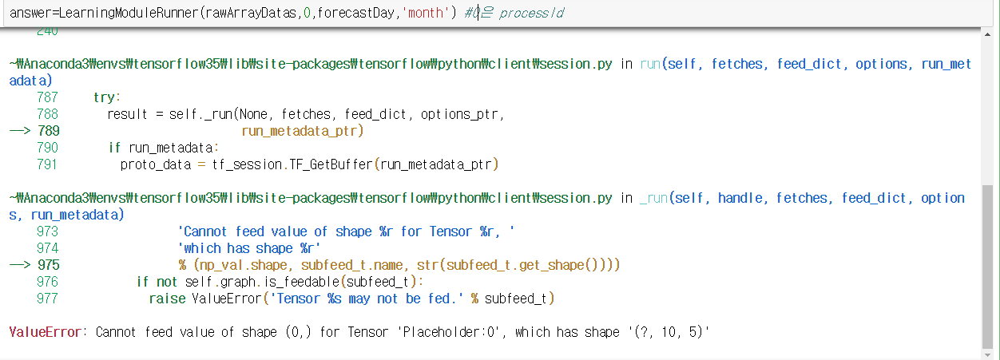 answer=LearningModuleRunner(rawArrayDatas,0,forecastDay,'month') #0은 processId
240
~₩Anaconda3₩envs₩tensorflow35₩lib₩site-packages₩tensorflow₩python₩client₩session.py in run(self, fetches, feed_dict, options, run_met
adata)
787 try:
788 result = self._run(None, fetches, feed_dict, options_ptr,
--> 789 run_metadata_ptr)
790 if run_metadata:
791 proto_data = tf_session.TF_GetBuffer(run_metadata_ptr)
~₩Anaconda3₩envs₩tensorflow35₩lib₩site-packages₩tensorflow₩python₩client₩session.py in _run(self, handle, fetches, feed_dict, option
s, run_metadata)
973 'Cannot feed value of shape %r for Tensor %r, '
974 'which has shape %r'
--> 975 % (np_val.shape, subfeed_t.name, str(subfeed_t.get_shape())))
976 if not self.graph.is_feedable(subfeed_t):
977 raise ValueError('Tensor %s may not be fed.' % subfeed_t)
ValueError: Cannot feed value of shape (0,) for Tensor 'Placeholder:0', which has shape '(?, 10, 5)'